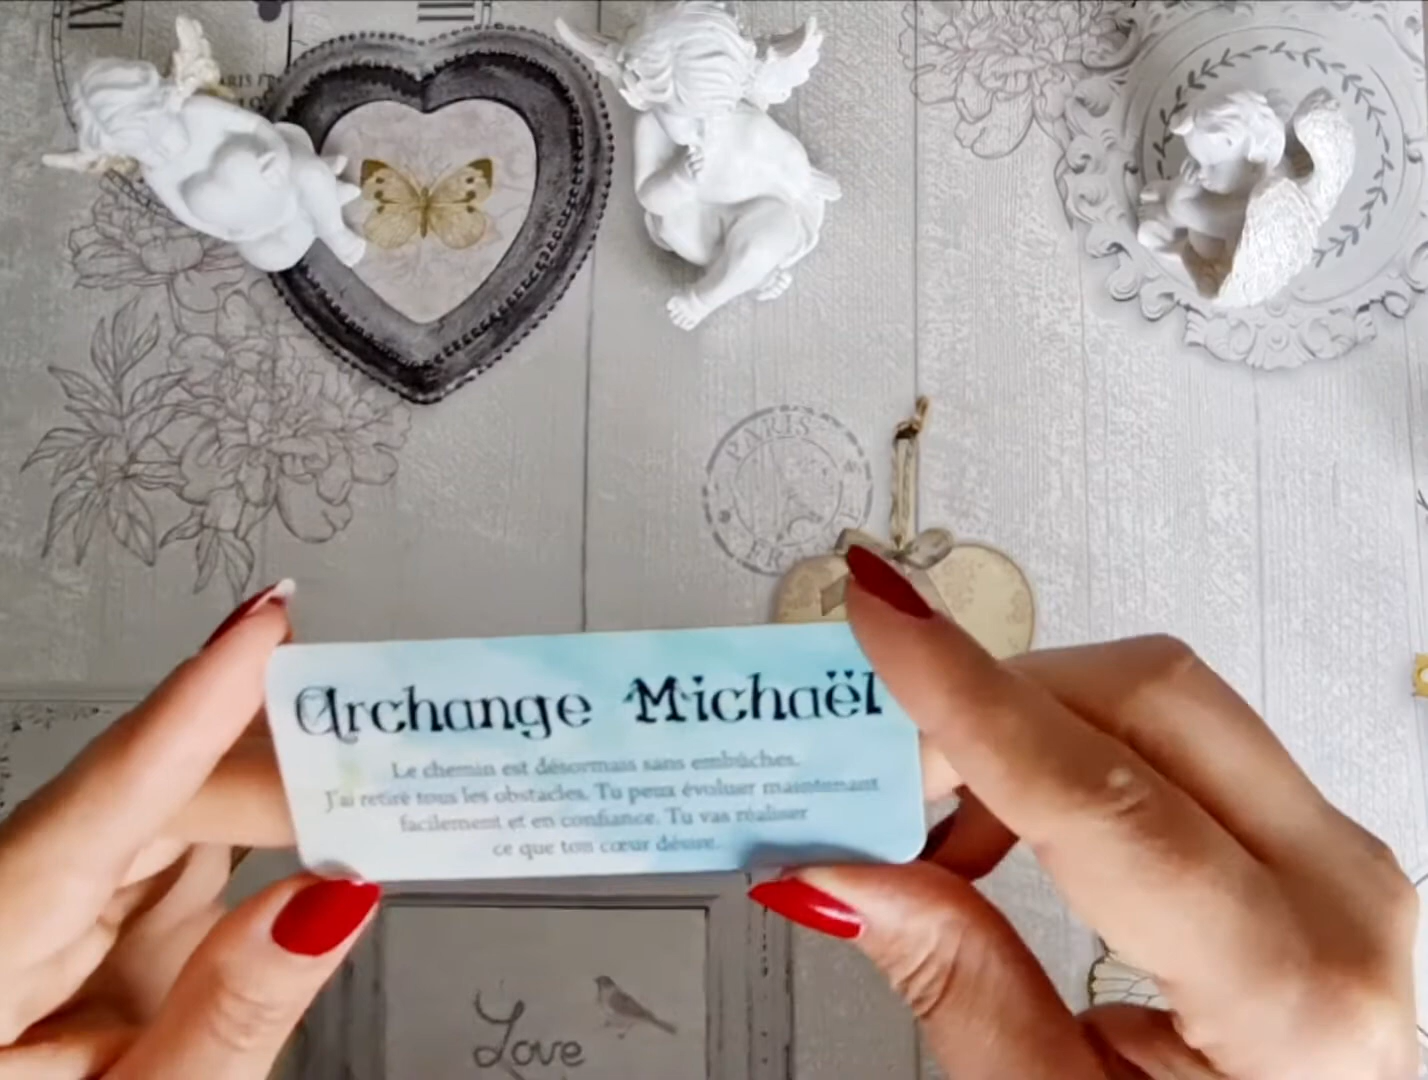 PARIS
Archange Michaël
Le chemin est désormais sans embûches.
J'ai retiré tous les obstacles. Tu peux évoluer maintenant
facilement et en confiance. Tu vas réaliser
ce que ton cœur désire.
Love